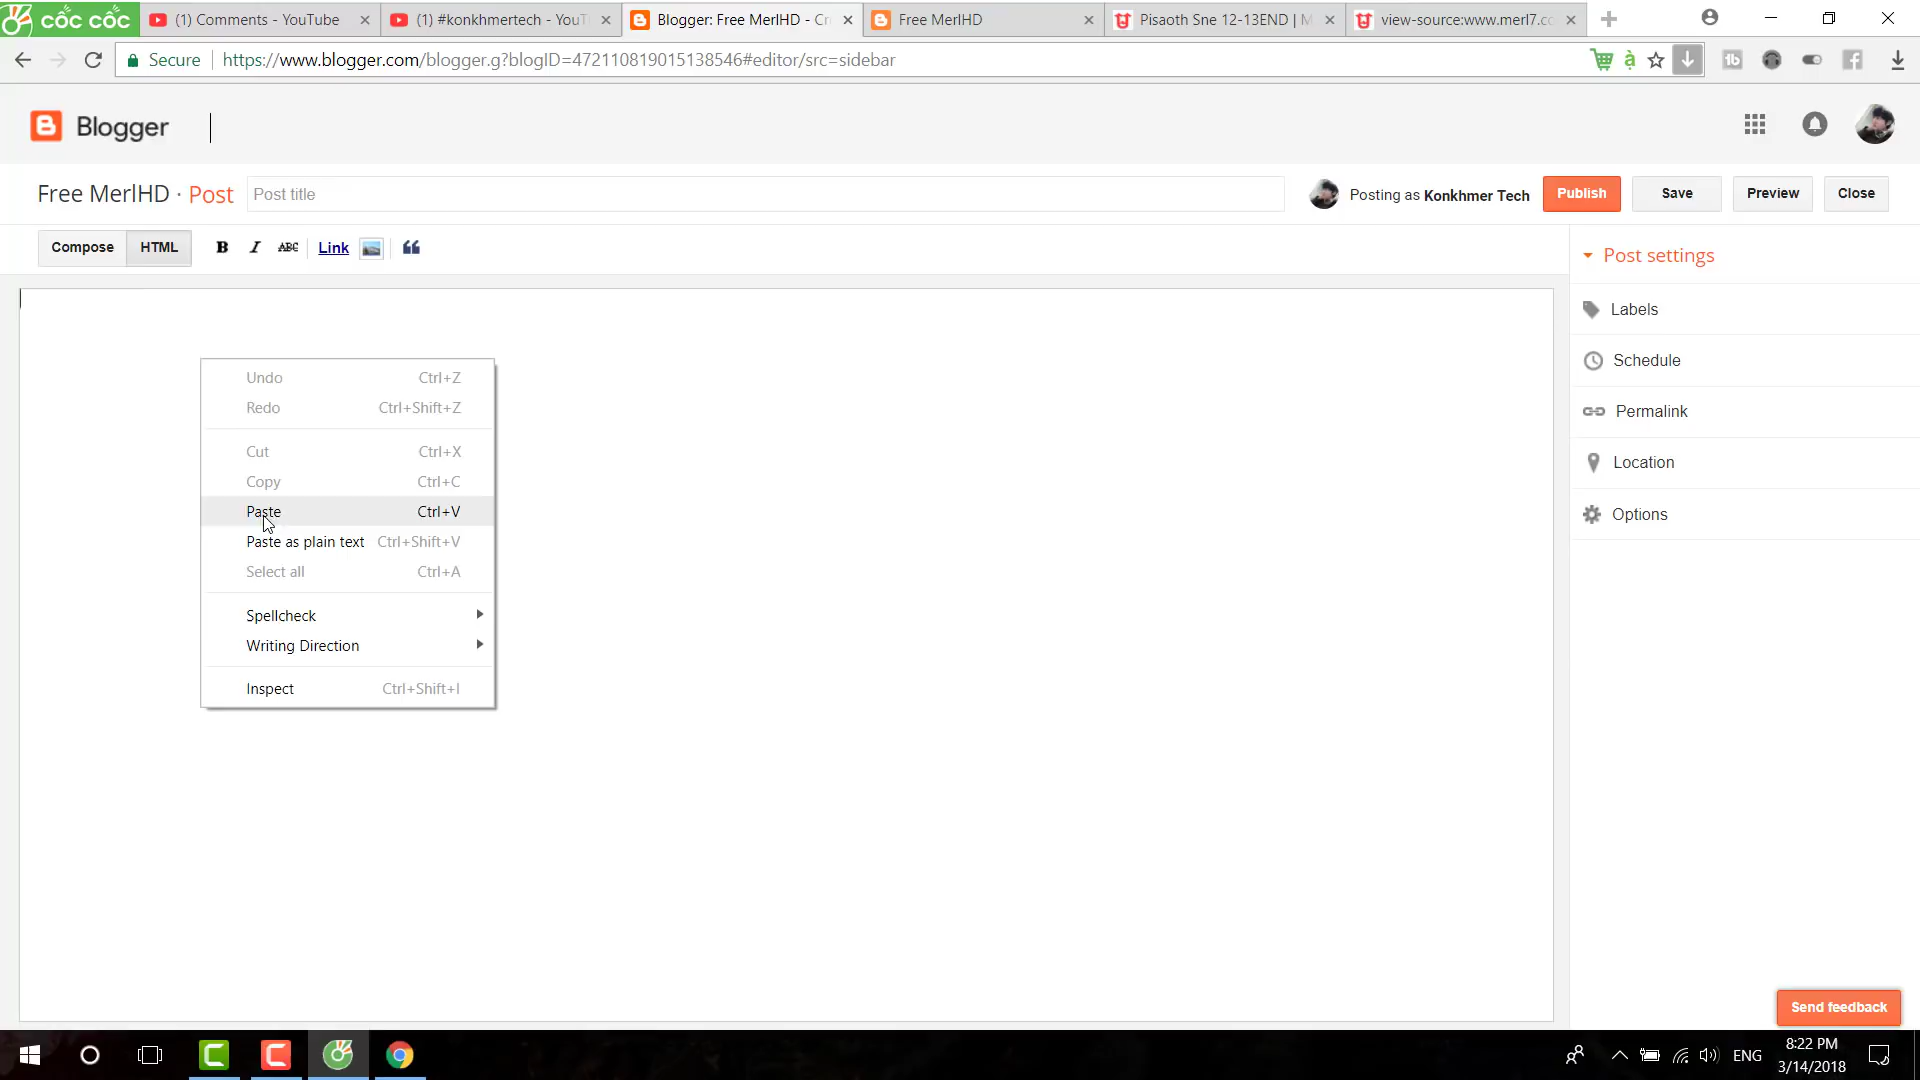 CỐC CỐC
(1) Comments - YouTube
(1) #konkhmertech - YouT
Blogger: Free MerlHD - Cr
Free MerlHD
Pisaoth Sne 12-13END | M
view-source:www.merl7.co
Secure
https://www.blogger.com/blogger.g?blogID=472110819015138546#editor/src=sidebar
Blogger
Free MerlHD · Post
Post title
Posting as Konkhmer Tech
Publish
Save
Preview
Close
Compose
HTML
B
I
ABC
Link
Post settings
Labels
Schedule
Permalink
Location
Options
Undo Ctrl+Z
Redo Ctrl+Shift+Z
Cut Ctrl+X
Copy Ctrl+C
Paste Ctrl+V
Paste as plain text Ctrl+Shift+V
Select all Ctrl+A
Spellcheck
Writing Direction
Inspect Ctrl+Shift+I
Send feedback
ENG
8:22 PM
3/14/2018